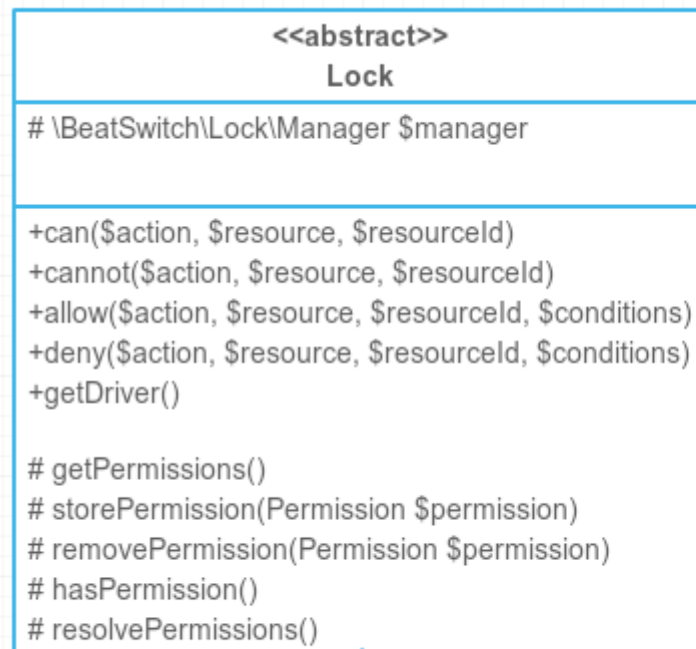 <<abstract>>
Lock
# \BeatSwitch\Lock\Manager $manager
+can($action, $resource, $resourceId)
+cannot($action, $resource, $resourceId)
+allow($action, $resource, $resourceId, $conditions)
+deny($action, $resource, $resourceId, $conditions)
+getDriver()
# getPermissions()
# storePermission(Permission $permission)
# removePermission(Permission $permission)
# hasPermission()
# resolvePermissions()